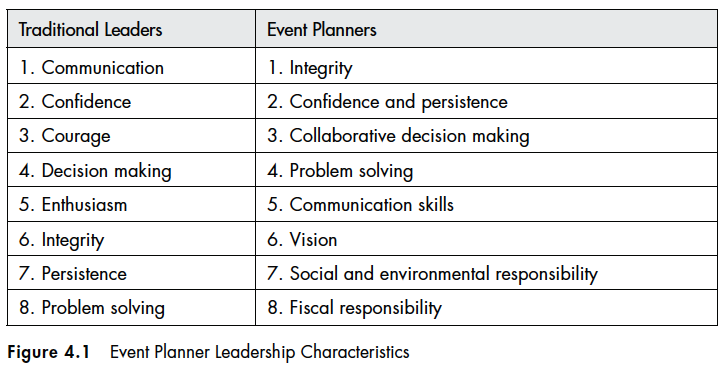 Traditional Leaders Event Planners
1. Communication 1. Integrity
2. Confidence 2. Confidence and persistence
3. Courage 3. Collaborative decision making
4. Decision making 4. Problem solving
5. Enthusiasm 5. Communication skills
6. Integrity 6. Vision
7. Persistence 7. Social and environmental responsibility
8. Problem solving 8. Fiscal responsibility
Figure 4.1 Event Planner Leadership Characteristics